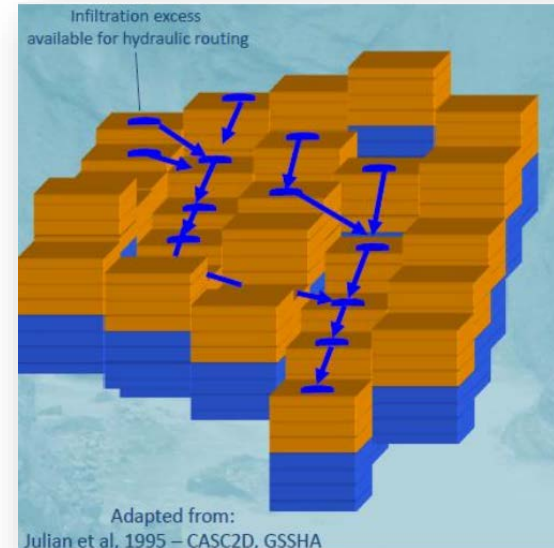 Infiltration excess
available for hydraulic routing
Adapted from:
Julian et al. 1995 – CASC2D, GSSHA